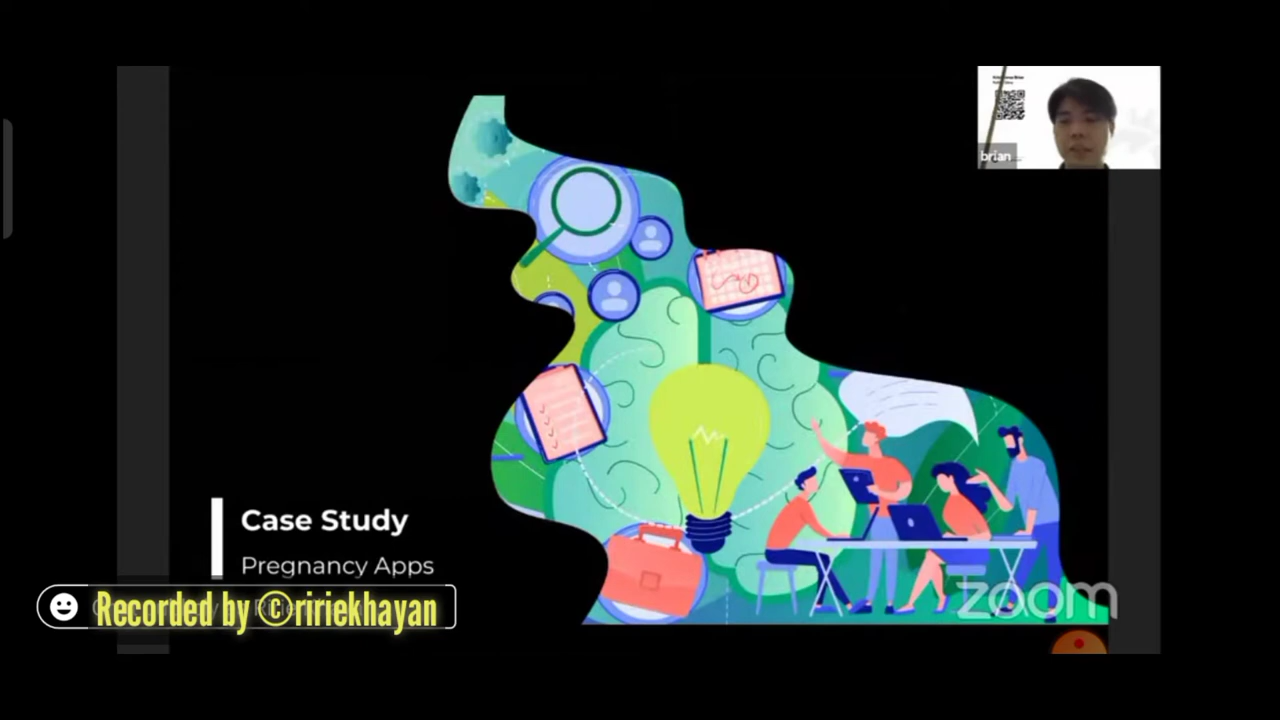 brian
Case Study
Pregnancy Apps
Recorded by ©ririekhayan
zoom